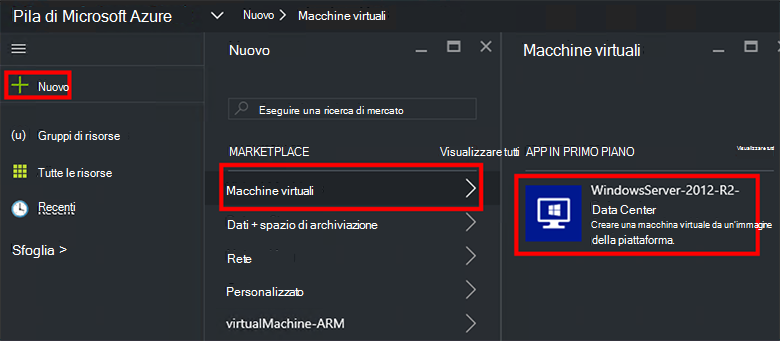 Pila di Microsoft Azure
Nuovo > Macchine virtuali
Nuovo
Gruppi di risorse
Tutte le risorse
Recenti
Sfoglia >
Nuovo
Eseguire una ricerca di mercato
MARKETPLACE
Visualizzare tutti
Macchine virtuali
Dati + spazio di archiviazione
Rete
Personalizzato
virtualMachine-ARM
Macchine virtuali
APP IN PRIMO PIANO
Visualizzare tutti
WindowsServer-2012-R2-
Data Center
Creare una macchina virtuale da un'immagine
della piattaforma.